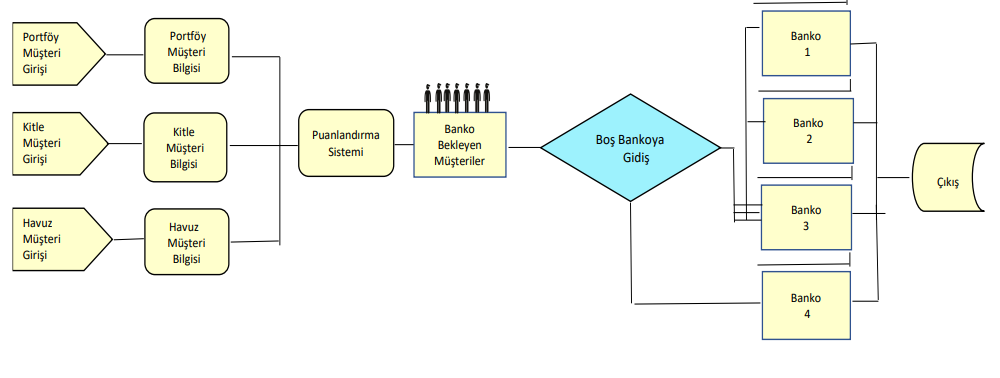 Portföy
Müşteri
Girişi
Portföy
Müşteri
Bilgisi
Kitle
Müşteri
Girişi
Kitle
Müşteri
Bilgisi
Havuz
Müşteri
Girişi
Havuz
Müşteri
Bilgisi
Puanlandırma
Sistemi
Banko
Bekleyen
Müşteriler
Boş Bankoya
Gidiş
Banko
1
Banko
2
Banko
3
Banko
4
Çıkış